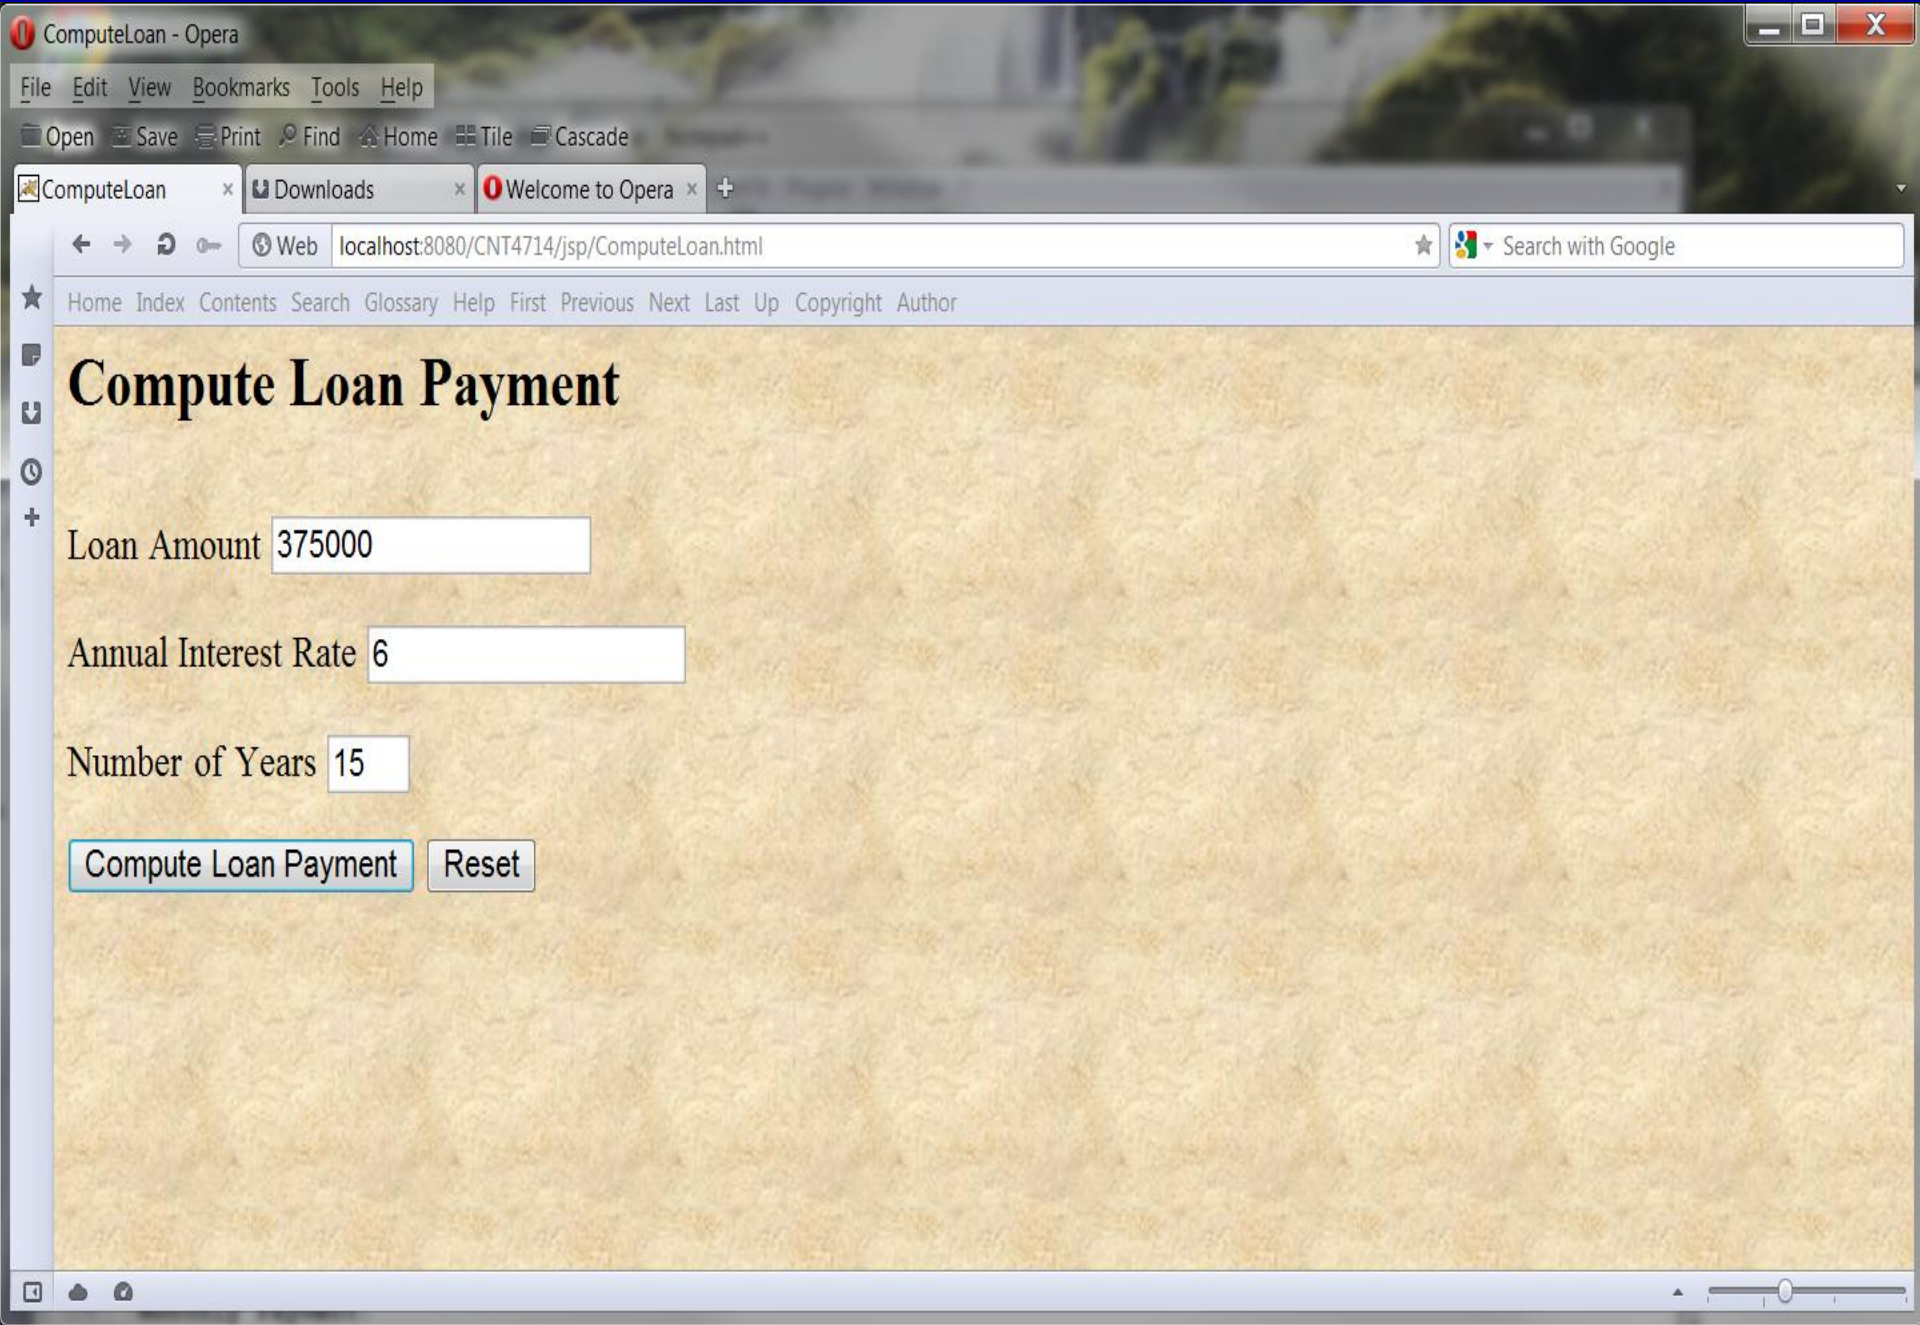 ComputeLoan - Opera
X
File Edit View Bookmarks Tools Help
Open Save Print Find Home Tile Cascade
ComputeLoan × Downloads × Welcome to Opera ×
Web localhost:8080/CNT4714/jsp/ComputeLoan.html Search with Google
Home Index Contents Search Glossary Help First Previous Next Last Up Copyright Author
Compute Loan Payment
Loan Amount 375000
Annual Interest Rate 6
Number of Years 15
Compute Loan Payment Reset